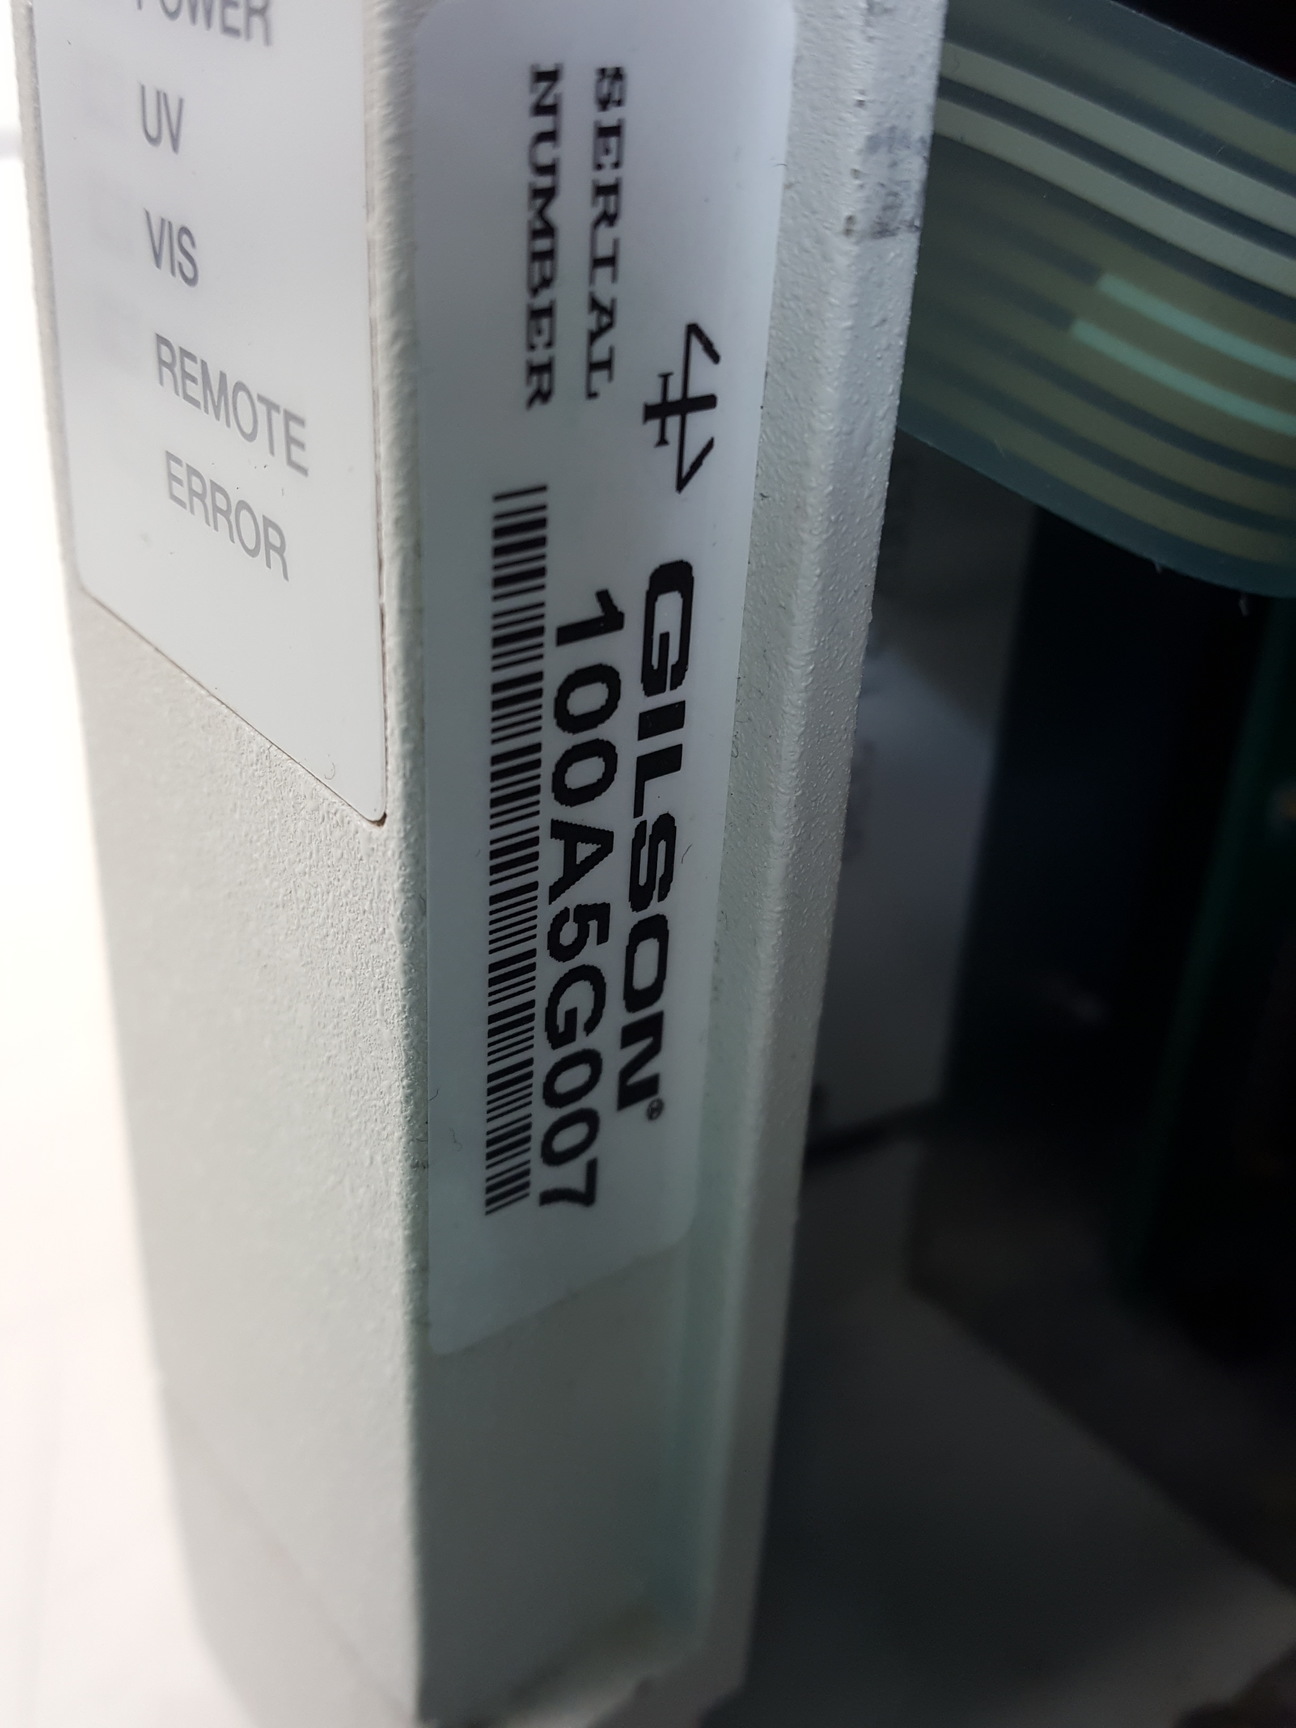 POWER
UV
VIS
REMOTE
ERROR
GILSON®
SERIAL
NUMBER
100A5G007